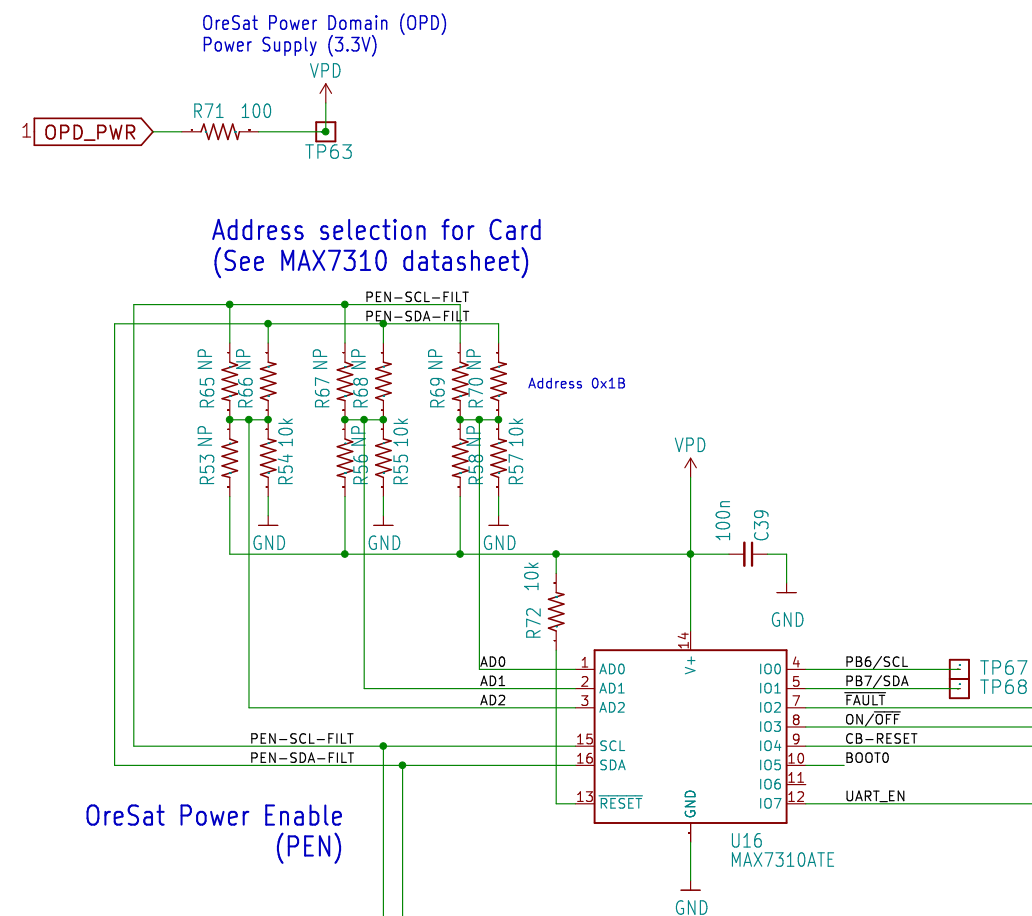 OreSat Power Domain (OPD)
Power Supply (3.3V)
VPD
R71 100
1 OPD_PWR
TP63
Address selection for Card
(See MAX7310 datasheet)
PEN-SCL-FILT
PEN-SDA-FILT
R65 NP
R66 NP
R67 NP
R68 NP
R69 NP
R70 NP
Address 0x1B
R53 NP
R54 10k
R56 NP
R55 10k
R58 NP
R57 10k
GND
GND
GND
VPD
100n
C39
GND
R72 10k
14
V+
AD0 1 AD0
AD1 2 AD1
AD2 3 AD2
PEN-SCL-FILT 15 SCL
PEN-SDA-FILT 16 SDA
13 RESET
IO0 4 PB6/SCL TP67
IO1 5 PB7/SDA TP68
IO2 7 FAULT
IO3 8 ON/OFF
IO4 9 CB-RESET
IO5 10 BOOT0
IO6 11
IO7 12 UART_EN
GND
U16
MAX7310ATE
GND
OreSat Power Enable
(PEN)